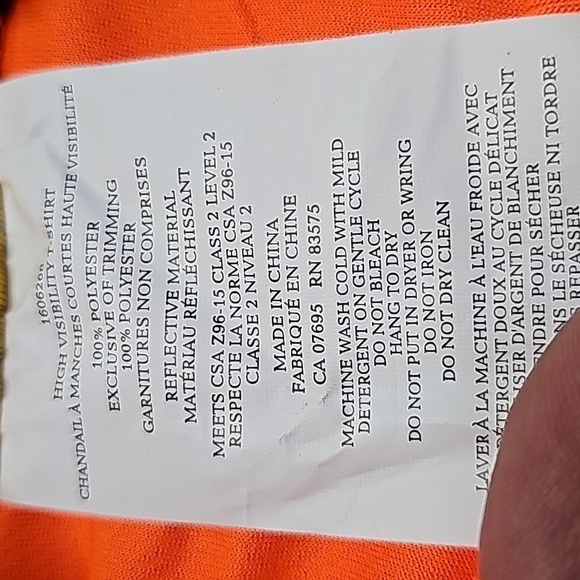 HIGH VISIBILITY T-SHIRT
CHANDAIL À MANCHES COURTES HAUTE VISIBILITÉ
100% POLYESTER
EXCLUSIVE OF TRIMMING
100% POLYESTER
GARNITURES NON COMPRISES
REFLECTIVE MATERIAL
MATÉRIAU RÉFLÉCHISSANT
MEETS CSA Z96-15 CLASS 2 LEVEL 2
RESPECTE LA NORME CSA Z96-15
CLASSE 2 NIVEAU 2
MADE IN CHINA
FABRIQUÉ EN CHINE
CA 07695 RN 83575
MACHINE WASH COLD WITH MILD
DETERGENT ON GENTLE CYCLE
DO NOT BLEACH
HANG TO DRY
DO NOT PUT IN DRYER OR WRING
DO NOT IRON
DO NOT DRY CLEAN
LAVER À LA MACHINE À L'EAU FROIDE AVEC
DÉTERGENT DOUX AU CYCLE DÉLICAT
D'ARGENT DE BLANCHIMENT
POUR SÉCHER
LE SÉCHEUSE NI TORDRE
REPASSER